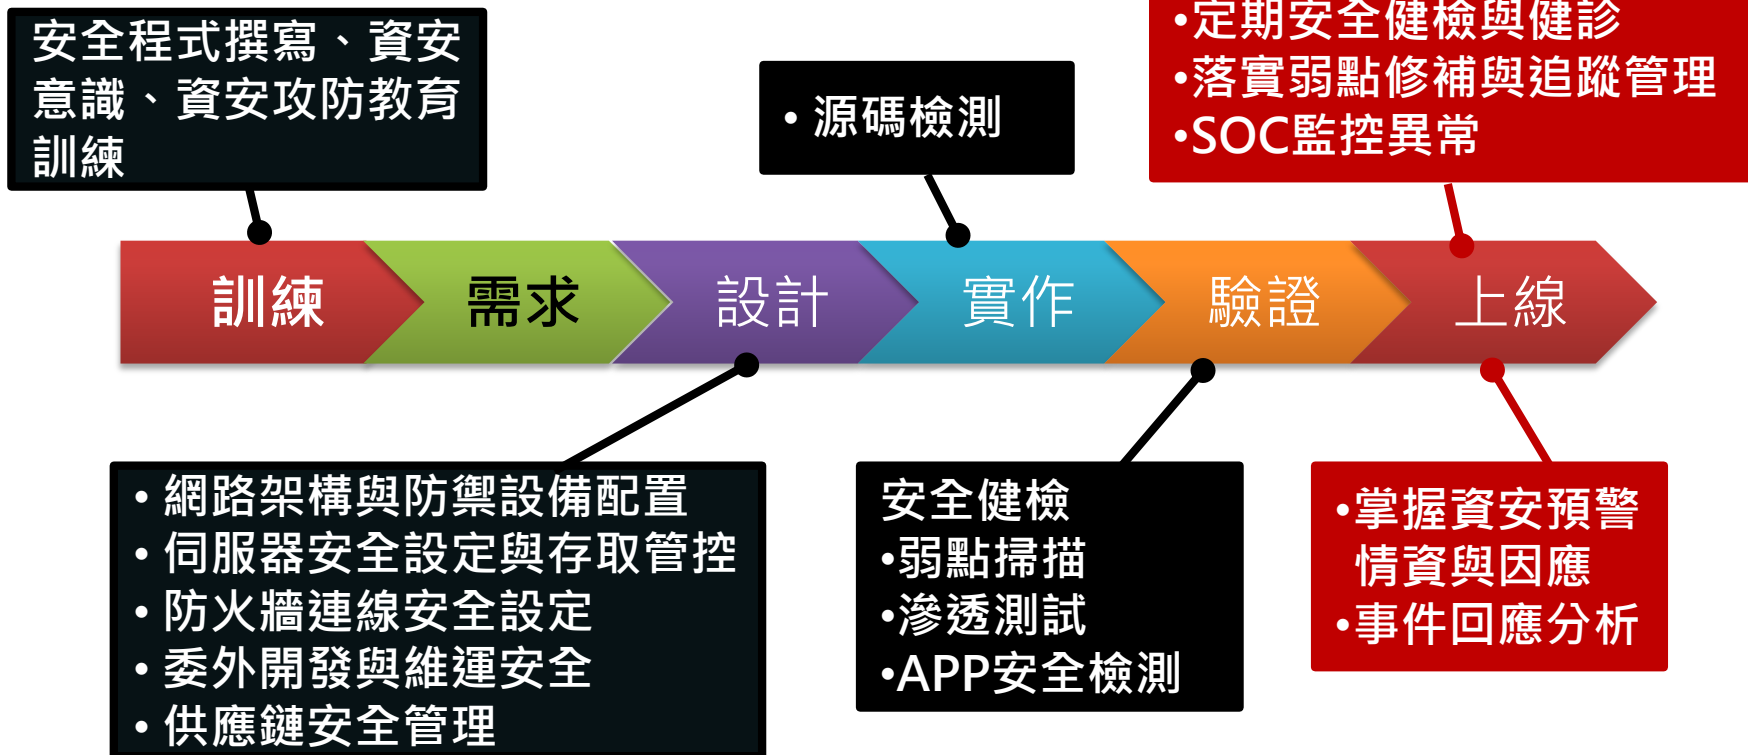 安全程式撰寫、資安
意識、資安攻防教育
訓練
• 源碼檢測
•定期安全健檢與健診
•落實弱點修補與追蹤管理
•SOC監控異常
訓練
需求
設計
實作
驗證
上線
• 網路架構與防禦設備配置
• 伺服器安全設定與存取管控
• 防火牆連線安全設定
• 委外開發與維運安全
• 供應鏈安全管理
安全健檢
•弱點掃描
•滲透測試
•APP安全檢測
•掌握資安預警
情資與因應
•事件回應分析